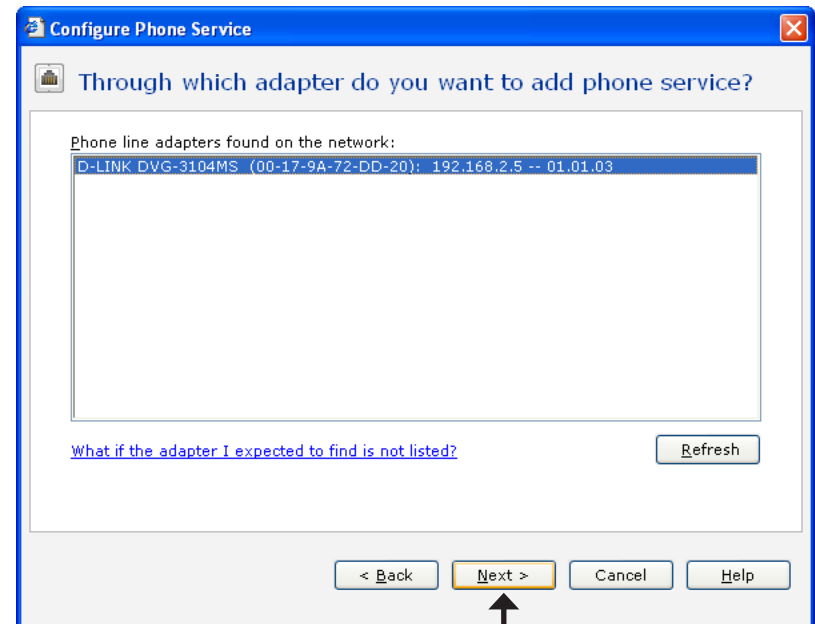 Configure Phone Service
Through which adapter do you want to add phone service?
Phone line adapters found on the network:
D-LINK DVG-3104MS (00-17-9A-72-DD-20): 192.168.2.5 -- 01.01.03
What if the adapter I expected to find is not listed?
Refresh
< Back
Next >
Cancel
Help